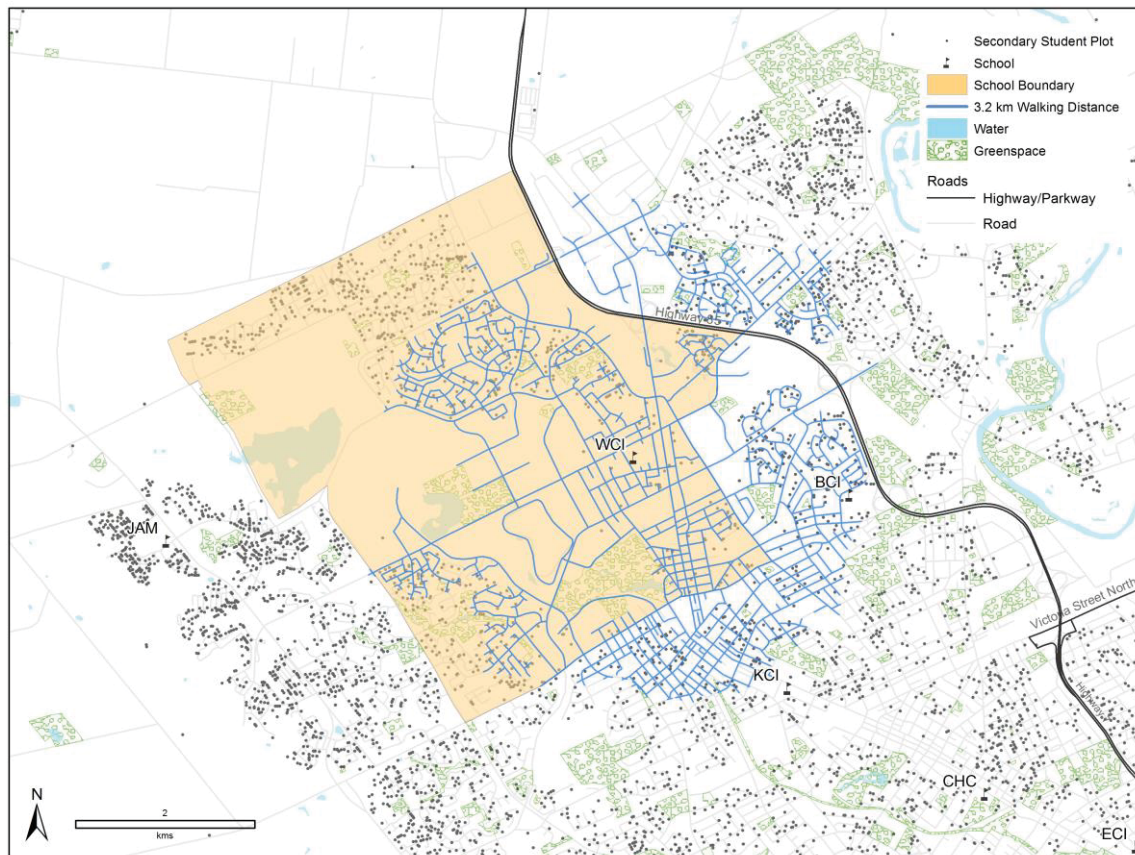 Secondary Student Plot
School
School Boundary
3.2 km Walking Distance
Water
Greenspace
Roads
Highway/Parkway
Road
Highway 85
WCI
BCI
JAM
Victoria Street North
KCI
Highway
CHC
ECI
N
2
kms